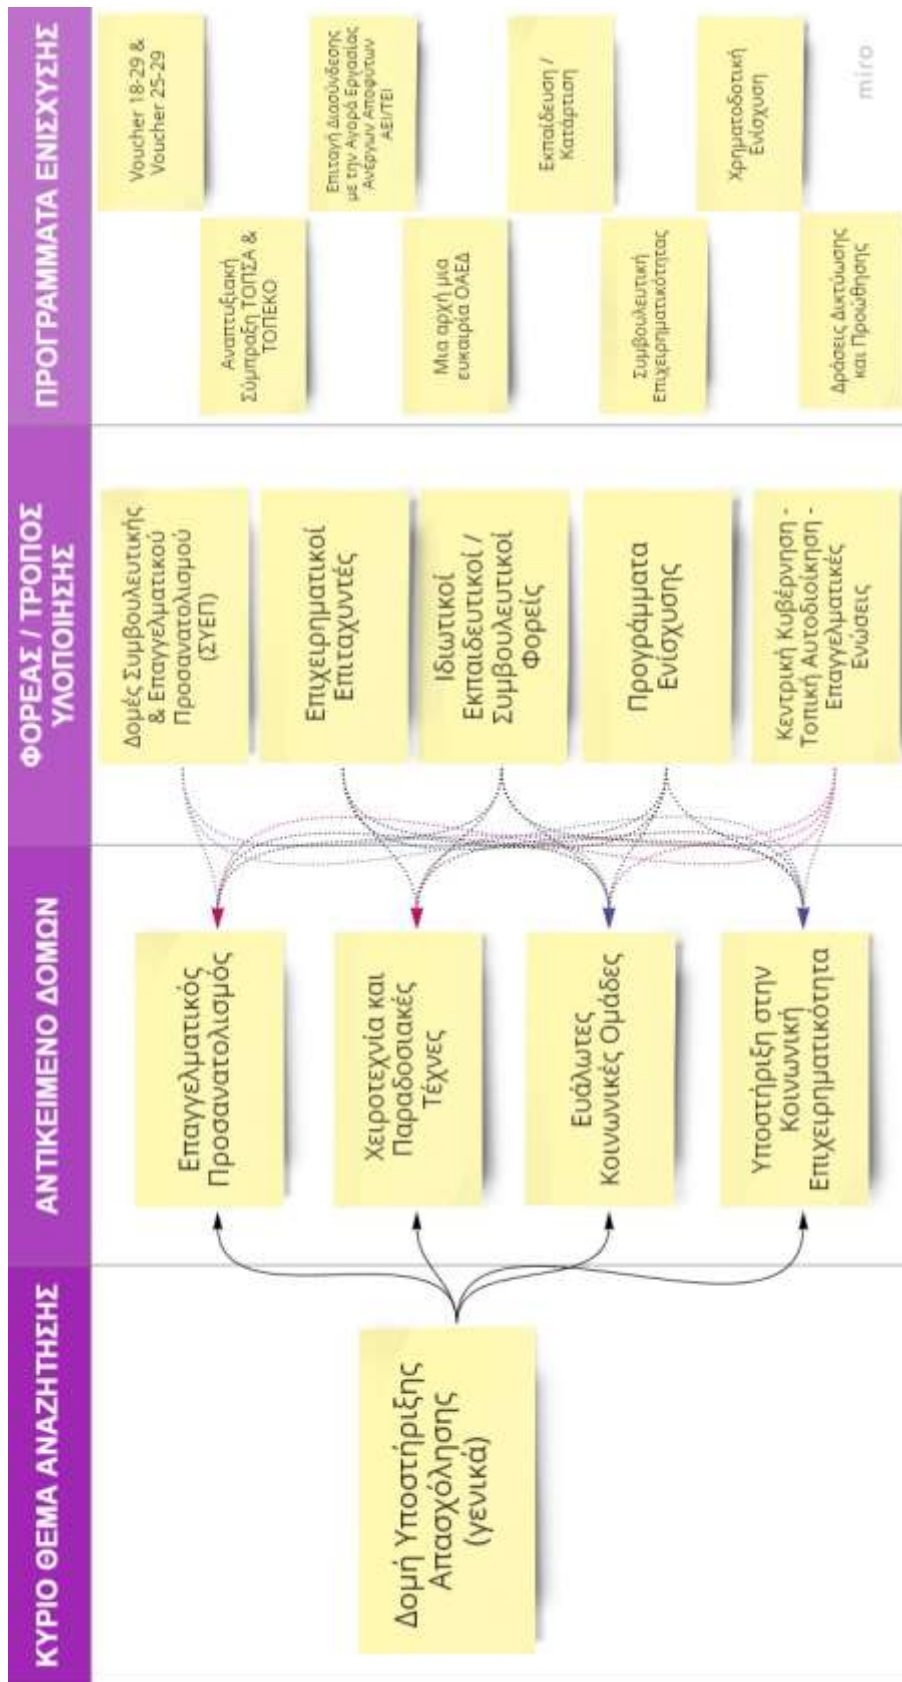 ΚΥΡΙΟ ΘΕΜΑ ΑΝΑΖΗΤΗΣΗΣ
ΑΝΤΙΚΕΙΜΕΝΟ ΔΟΜΩΝ
ΦΟΡΕΑΣ / ΤΡΟΠΟΣ
ΥΛΟΠΟΙΗΣΗΣ
ΠΡΟΓΡΑΜΜΑΤΑ ΕΝΙΣΧΥΣΗΣ
Δομή Υποστήριξης
Απασχόλησης
(γενικά)
Επαγγελματικός
Προσανατολισμός
Χειροτεχνία και
Παραδοσιακές
Τέχνες
Ευάλωτες
Κοινωνικές Ομάδες
Υποστήριξη στην
Κοινωνική
Επιχειρηματικότητα
Δομές Συμβουλευτικής
& Επαγγελματικού
Προσανατολισμού
(ΣΥΕΠ)
Επιχειρηματικοί
Επιταχυντές
Ιδιωτικοί
Εκπαιδευτικοί /
Συμβουλευτικοί
Φορείς
Προγράμματα
Ενίσχυσης
Κεντρική Κυβέρνηση -
Τοπική Αυτοδιοίκηση -
Επαγγελματικές
Ενώσεις
Voucher 18-29 &
Voucher 25-29
Αναπτυξιακή
Σύμπραξη ΤΟΠΣΑ &
ΤΟΠΕΚΟ
Επιταγή Διασύνδεσης
με την Αγορά Εργασίας
Ανέργων Αποφύτων
ΑΕΙ/ΤΕΙ
Μια αρχή μια
ευκαιρία ΟΑΕΔ
Εκπαίδευση /
Κατάρτιση
Συμβουλευτική
Επιχειρηματικότητας
Χρηματοδοτική
Ενίσχυση
Δράσεις Δικτύωσης
και Προώθησης
miro